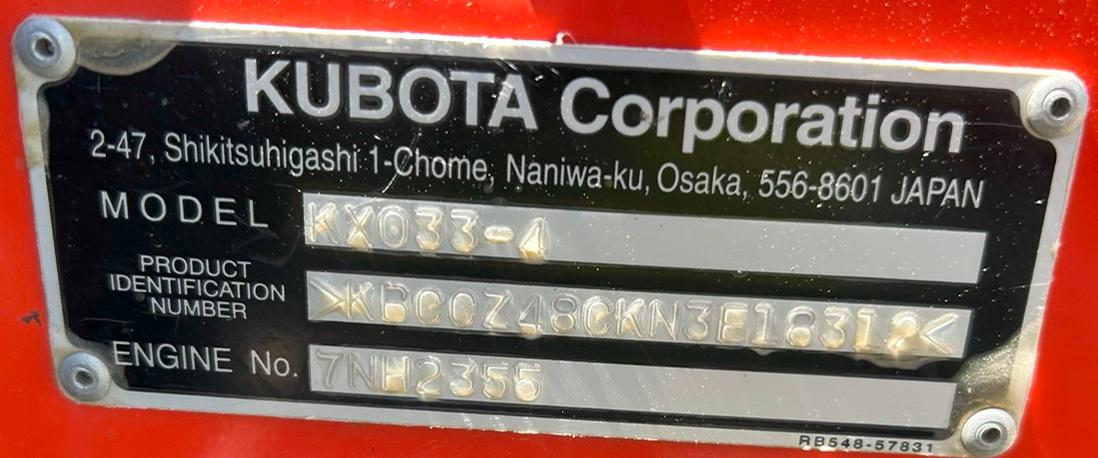 KUBOTA Corporation
2-47, Shikitsuhigashi 1-Chome, Naniwa-ku, Osaka, 556-8601 JAPAN
MODEL KX033-4
PRODUCT
IDENTIFICATION
NUMBER
>KBCCZ48CKN3E18312<
ENGINE No. 7NH2355
RB548-57831